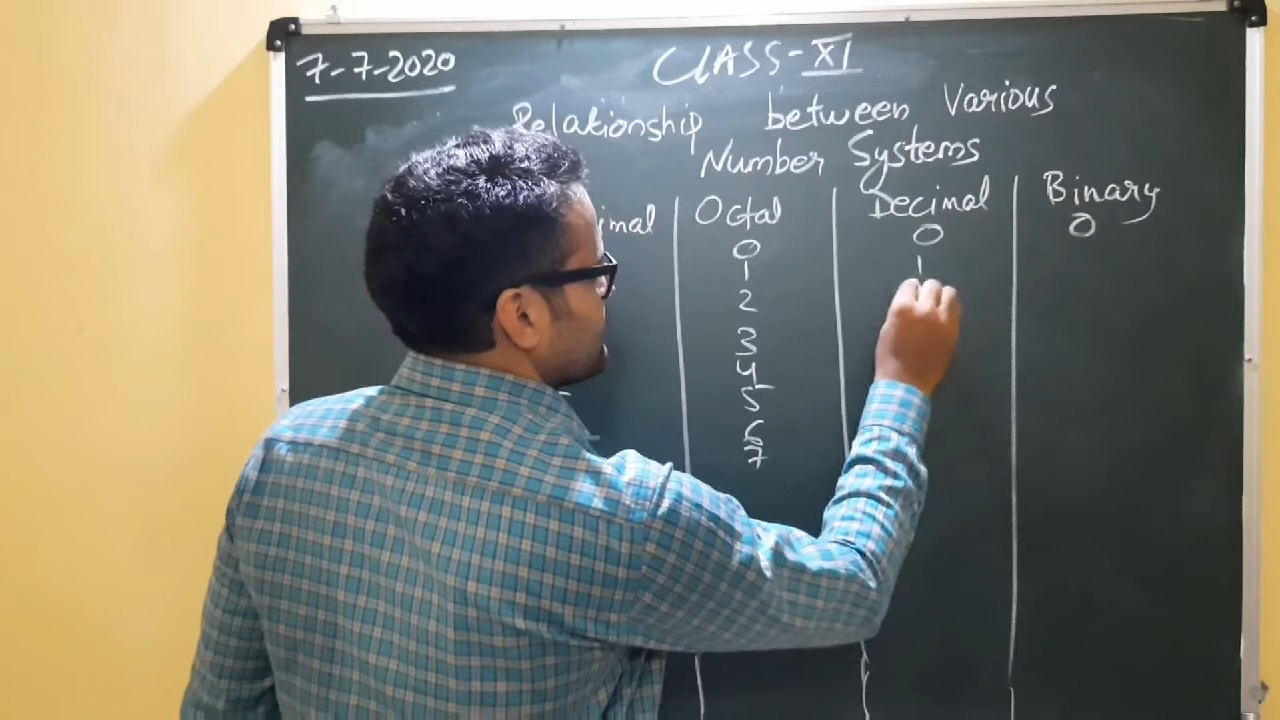 7-7-2020 CLASS-XI
Relationship between Various
Number Systems
imal Octal Decimal Binary
0 0 0
1 1
2
3
4
5
6
7